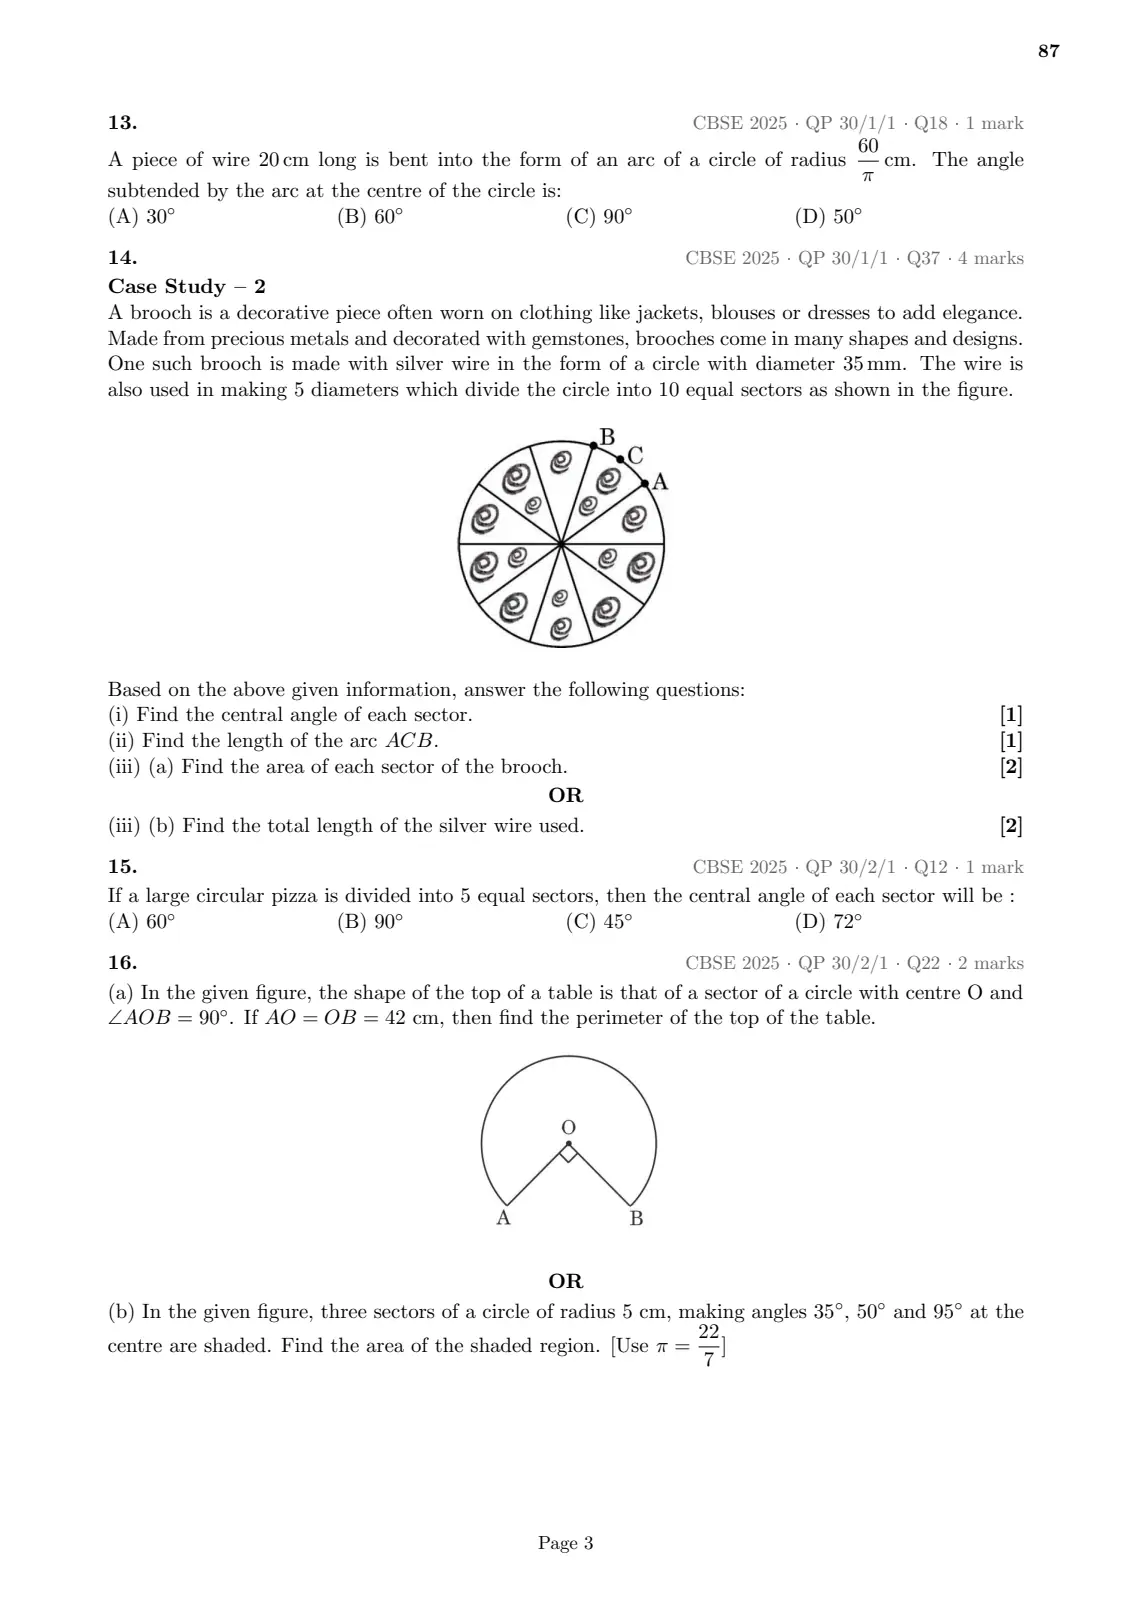 87
13. CBSE 2025 · QP 30/1/1 · Q18 · 1 mark
A piece of wire 20 cm long is bent into the form of an arc of a circle of radius 60/π cm. The angle
subtended by the arc at the centre of the circle is:
(A) 30° (B) 60° (C) 90° (D) 50°
14. CBSE 2025 · QP 30/1/1 · Q37 · 4 marks
Case Study – 2
A brooch is a decorative piece often worn on clothing like jackets, blouses or dresses to add elegance.
Made from precious metals and decorated with gemstones, brooches come in many shapes and designs.
One such brooch is made with silver wire in the form of a circle with diameter 35 mm. The wire is
also used in making 5 diameters which divide the circle into 10 equal sectors as shown in the figure.
B
C
A
Based on the above given information, answer the following questions:
(i) Find the central angle of each sector. [1]
(ii) Find the length of the arc ACB. [1]
(iii) (a) Find the area of each sector of the brooch. [2]
OR
(iii) (b) Find the total length of the silver wire used. [2]
15. CBSE 2025 · QP 30/2/1 · Q12 · 1 mark
If a large circular pizza is divided into 5 equal sectors, then the central angle of each sector will be :
(A) 60° (B) 90° (C) 45° (D) 72°
16. CBSE 2025 · QP 30/2/1 · Q22 · 2 marks
(a) In the given figure, the shape of the top of a table is that of a sector of a circle with centre O and
∠AOB = 90°. If AO = OB = 42 cm, then find the perimeter of the top of the table.
O
A B
OR
(b) In the given figure, three sectors of a circle of radius 5 cm, making angles 35°, 50° and 95° at the
centre are shaded. Find the area of the shaded region. [Use π = 22/7]
Page 3